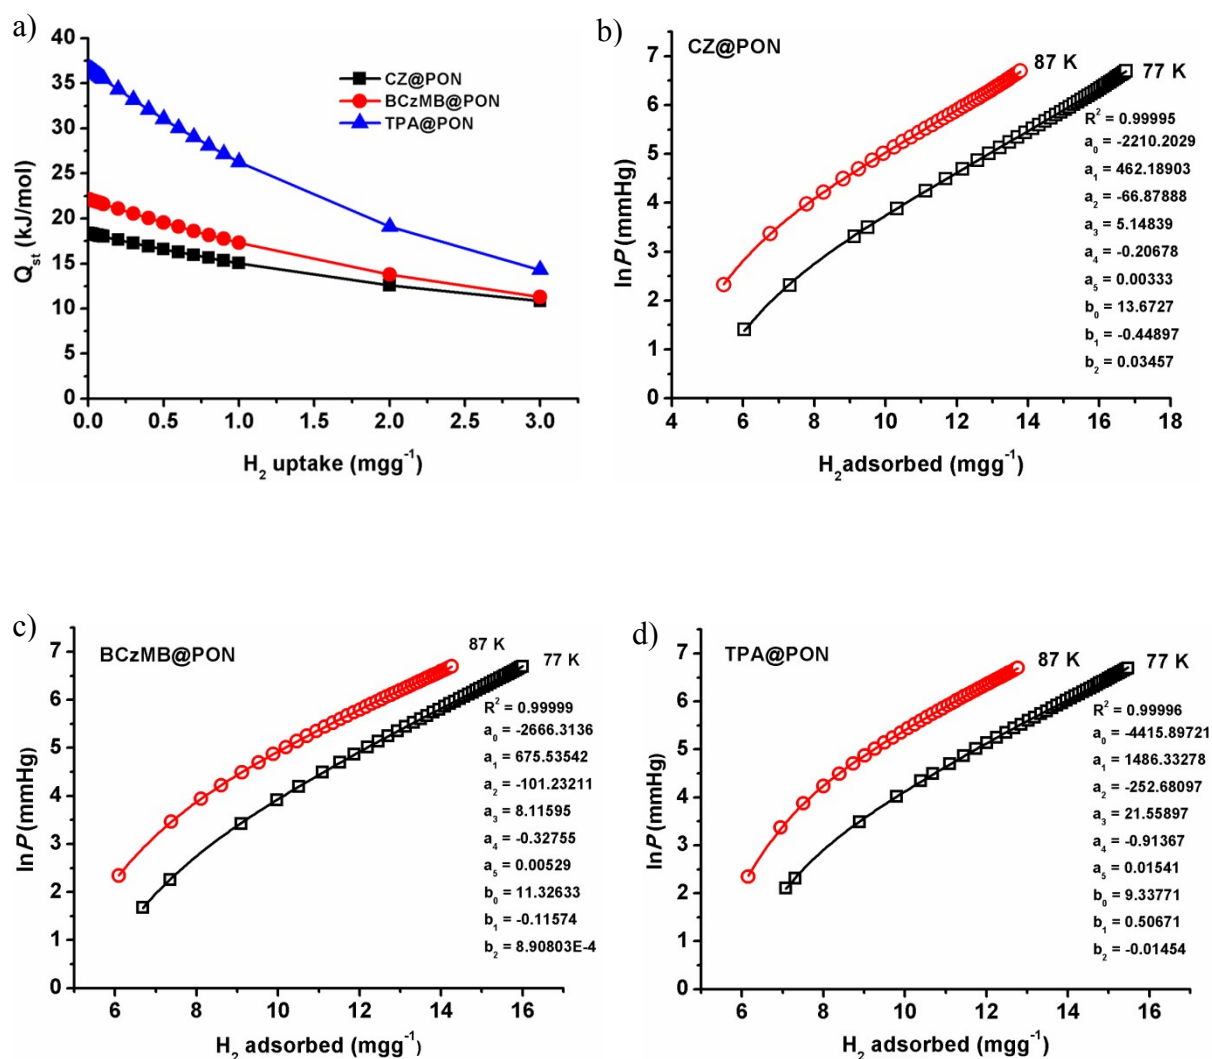 a)
40
35
30
25
20
15
10
5
0
Qst (kJ/mol)
CZ@PON
BCzMB@PON
TPA@PON
0.0 0.5 1.0 1.5 2.0 2.5 3.0
H2 uptake (mgg-1)
b)
CZ@PON
87 K
77 K
7
6
5
4
3
2
1
0
lnP (mmHg)
R2 = 0.99995
a0 = -2210.2029
a1 = 462.18903
a2 = -66.87888
a3 = 5.14839
a4 = -0.20678
a5 = 0.00333
b0 = 13.6727
b1 = -0.44897
b2 = 0.03457
4 6 8 10 12 14 16 18
H2adsorbed (mgg-1)
c)
BCzMB@PON
87 K
77 K
7
6
5
4
3
2
1
0
lnP (mmHg)
R2 = 0.99999
a0 = -2666.3136
a1 = 675.53542
a2 = -101.23211
a3 = 8.11595
a4 = -0.32755
a5 = 0.00529
b0 = 11.32633
b1 = -0.11574
b2 = 8.90803E-4
6 8 10 12 14 16
H2 adsorbed (mgg-1)
d)
TPA@PON
87 K
77 K
7
6
5
4
3
2
1
0
lnP (mmHg)
R2 = 0.99996
a0 = -4415.89721
a1 = 1486.33278
a2 = -252.68097
a3 = 21.55897
a4 = -0.91367
a5 = 0.01541
b0 = 9.33771
b1 = 0.50671
b2 = -0.01454
6 8 10 12 14 16
H2 adsorbed (mgg-1)